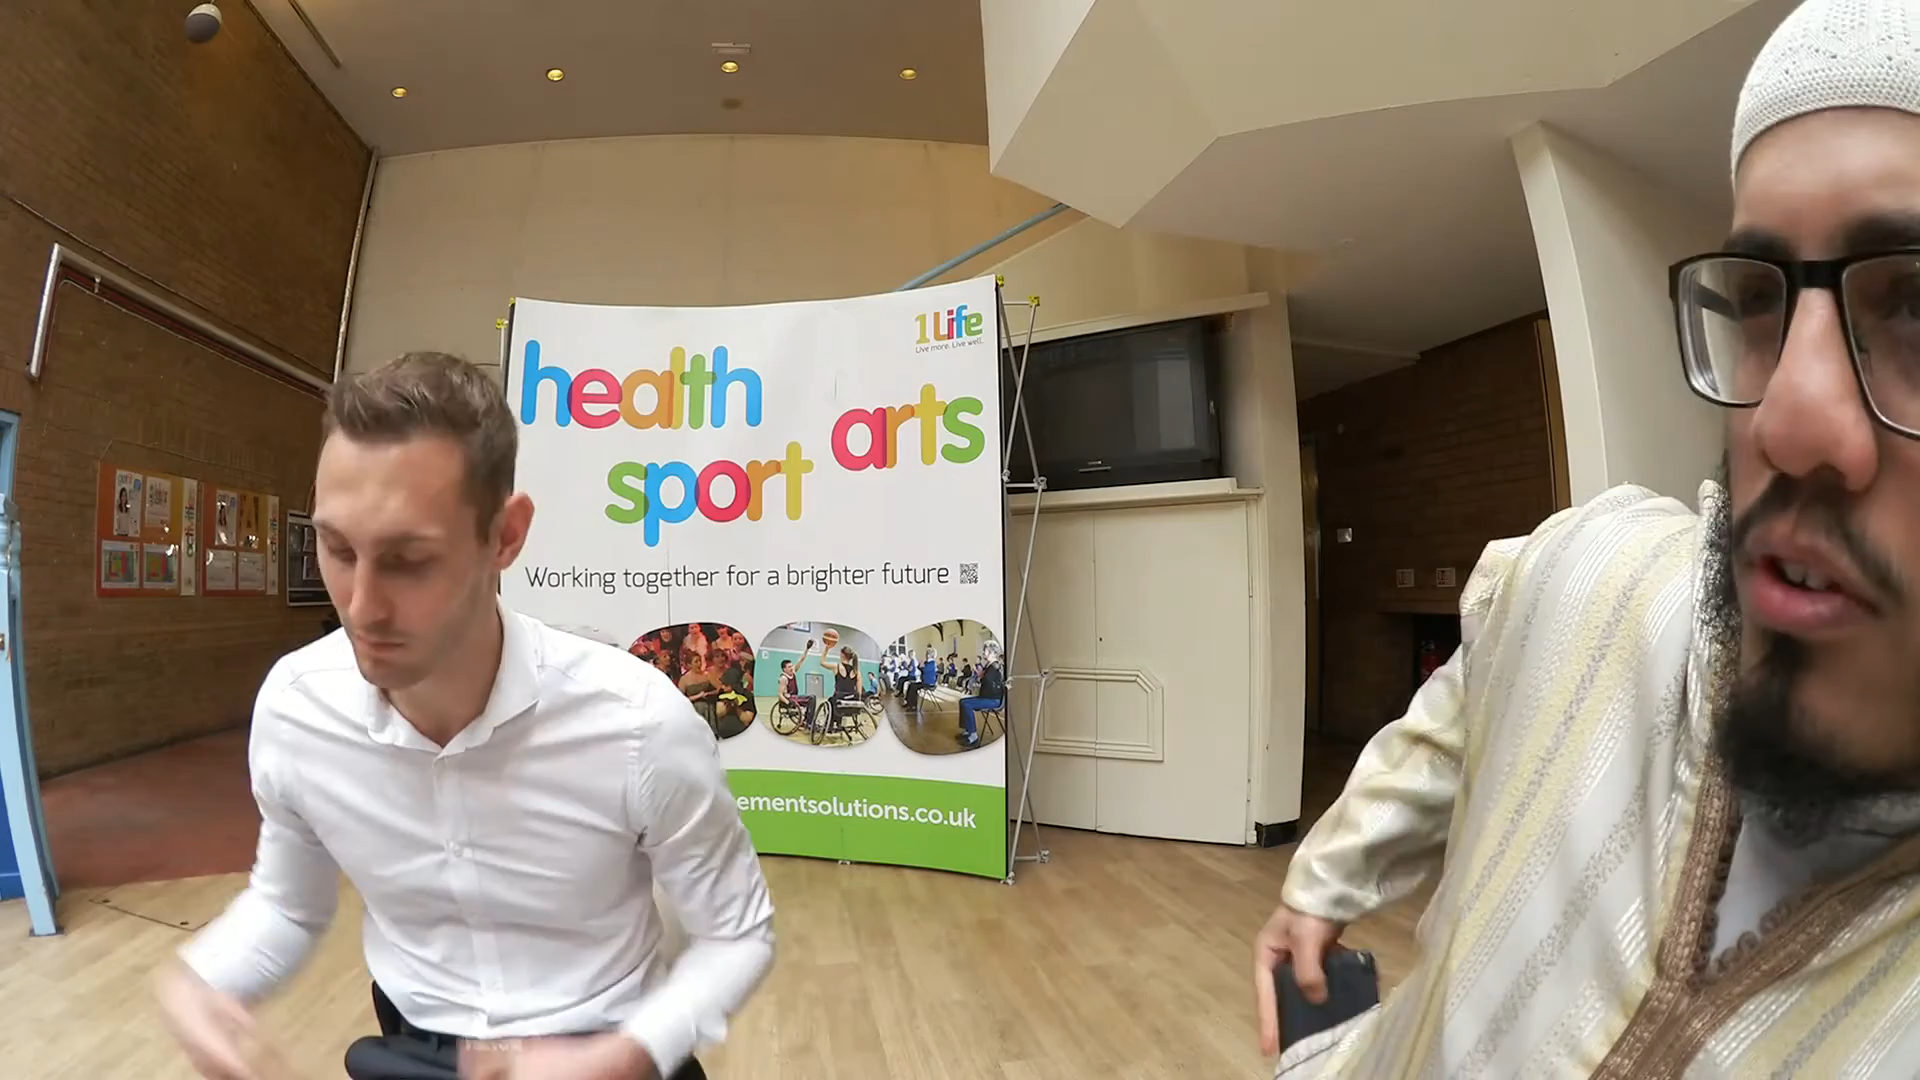 1Life
Live more. Live well.
health
arts
sport
Working together for a brighter future
ementsolutions.co.uk